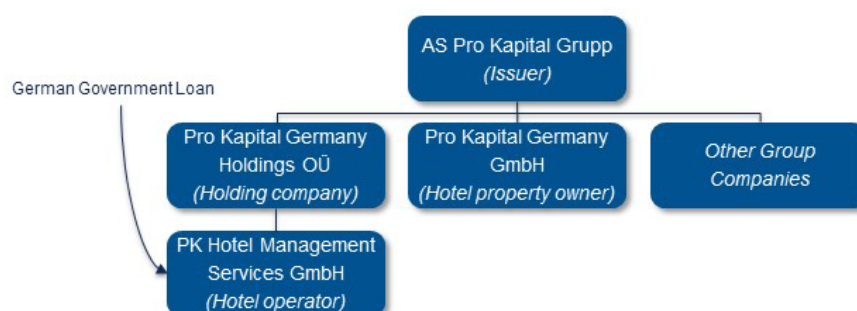 AS Pro Kapital Grupp
(Issuer)
German Government Loan
Pro Kapital Germany
Holdings OÜ
(Holding company)
Pro Kapital Germany
GmbH
(Hotel property owner)
Other Group
Companies
PK Hotel Management
Services GmbH
(Hotel operator)